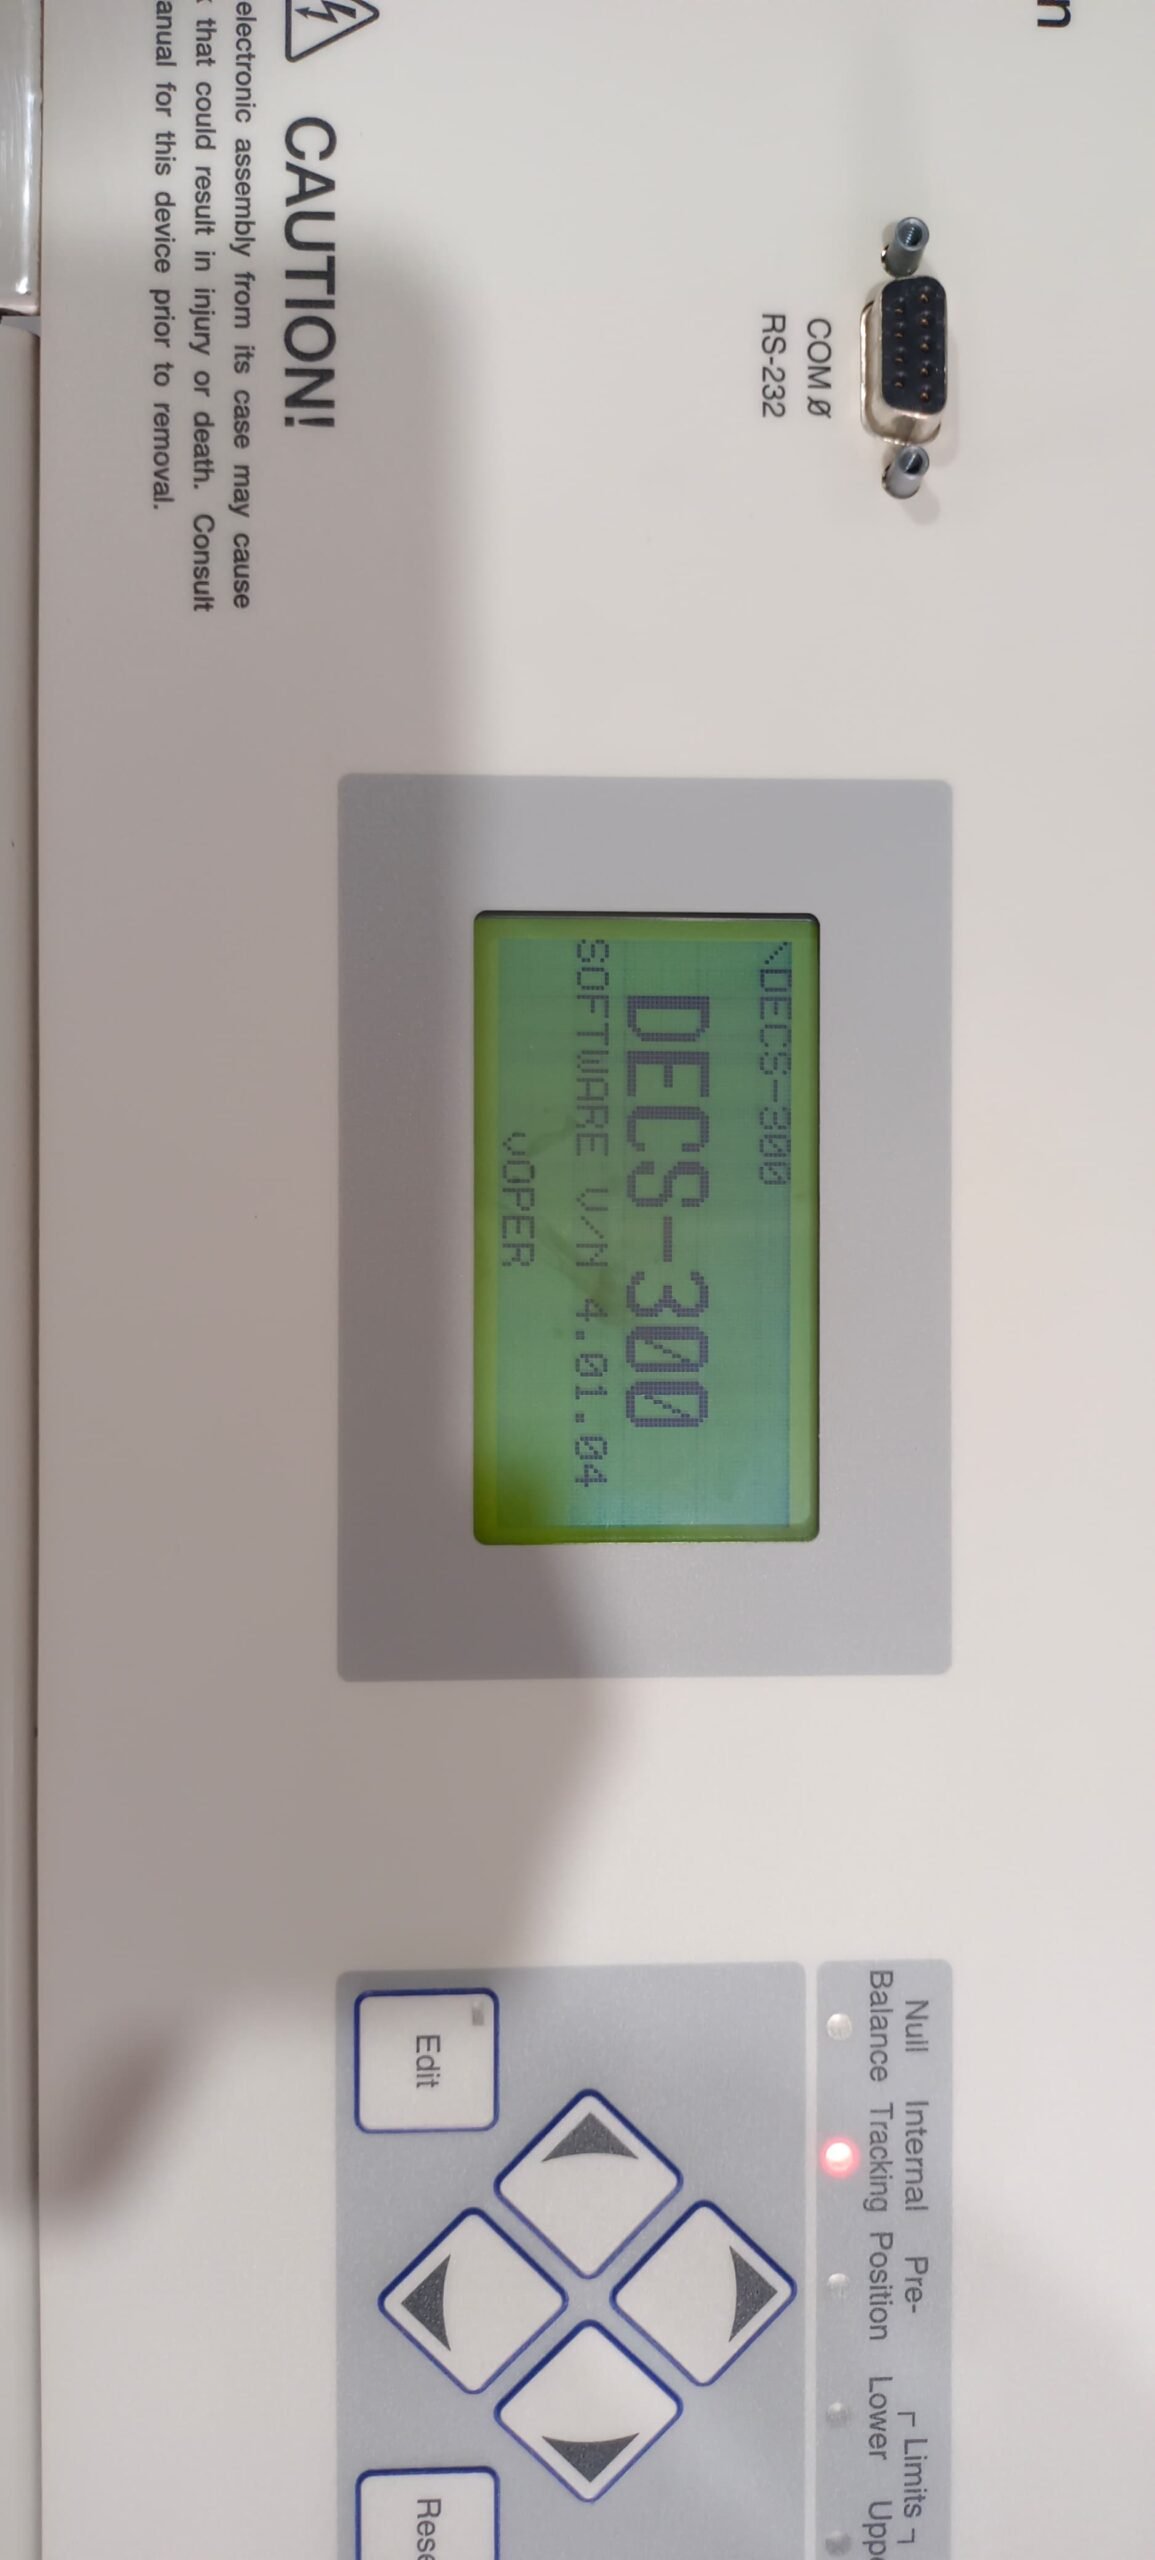 n
COM Ø
RS-232
CAUTION!
electronic assembly from its case may cause
that could result in injury or death. Consult
anual for this device prior to removal.
\DECS-300
DECS-300
SOFTWARE V/N 4.01.04
OPER
Null Internal Pre- Limits
Balance Tracking Position Lower Uppe
Edit
Rese